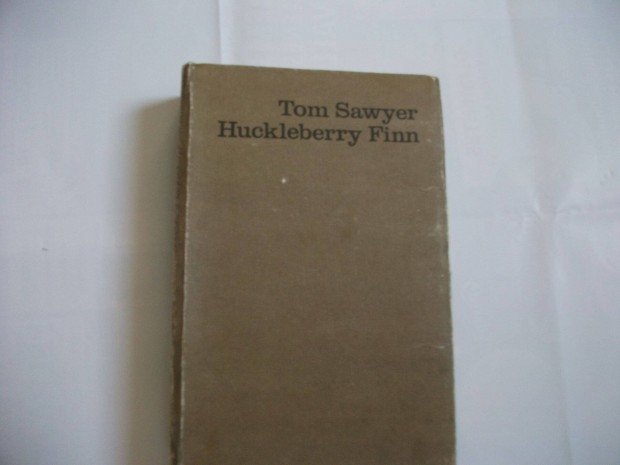 Tom Sawyer
Huckleberry Finn